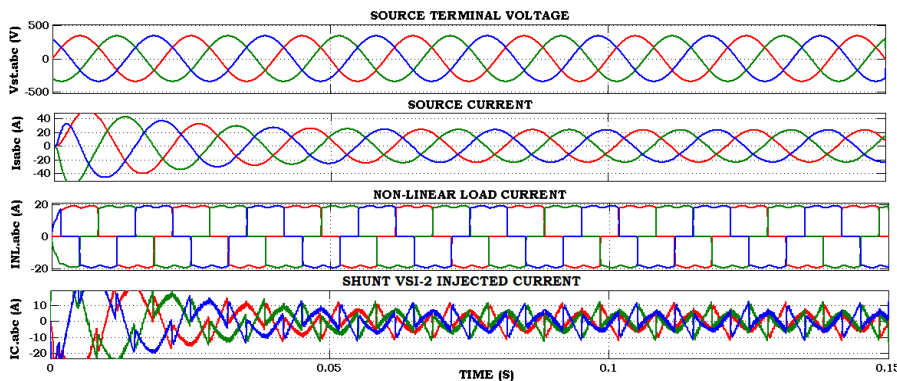 SOURCE TERMINAL VOLTAGE
Vst.abc (V)
500
0
-500
SOURCE CURRENT
Isabc (A)
40
20
0
-20
-40
NON-LINEAR LOAD CURRENT
INL.abc (A)
20
0
-20
SHUNT VSI-2 INJECTED CURRENT
IC.abc (A)
10
0
-10
-20
0
0.05
0.1
0.15
TIME (S)